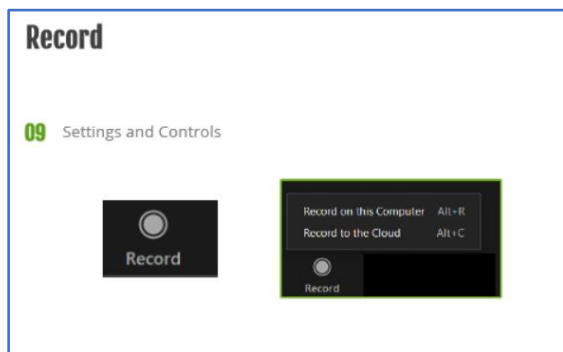 Record
09 Settings and Controls
Record
Record on this Computer Alt+R
Record to the Cloud Alt+C
Record